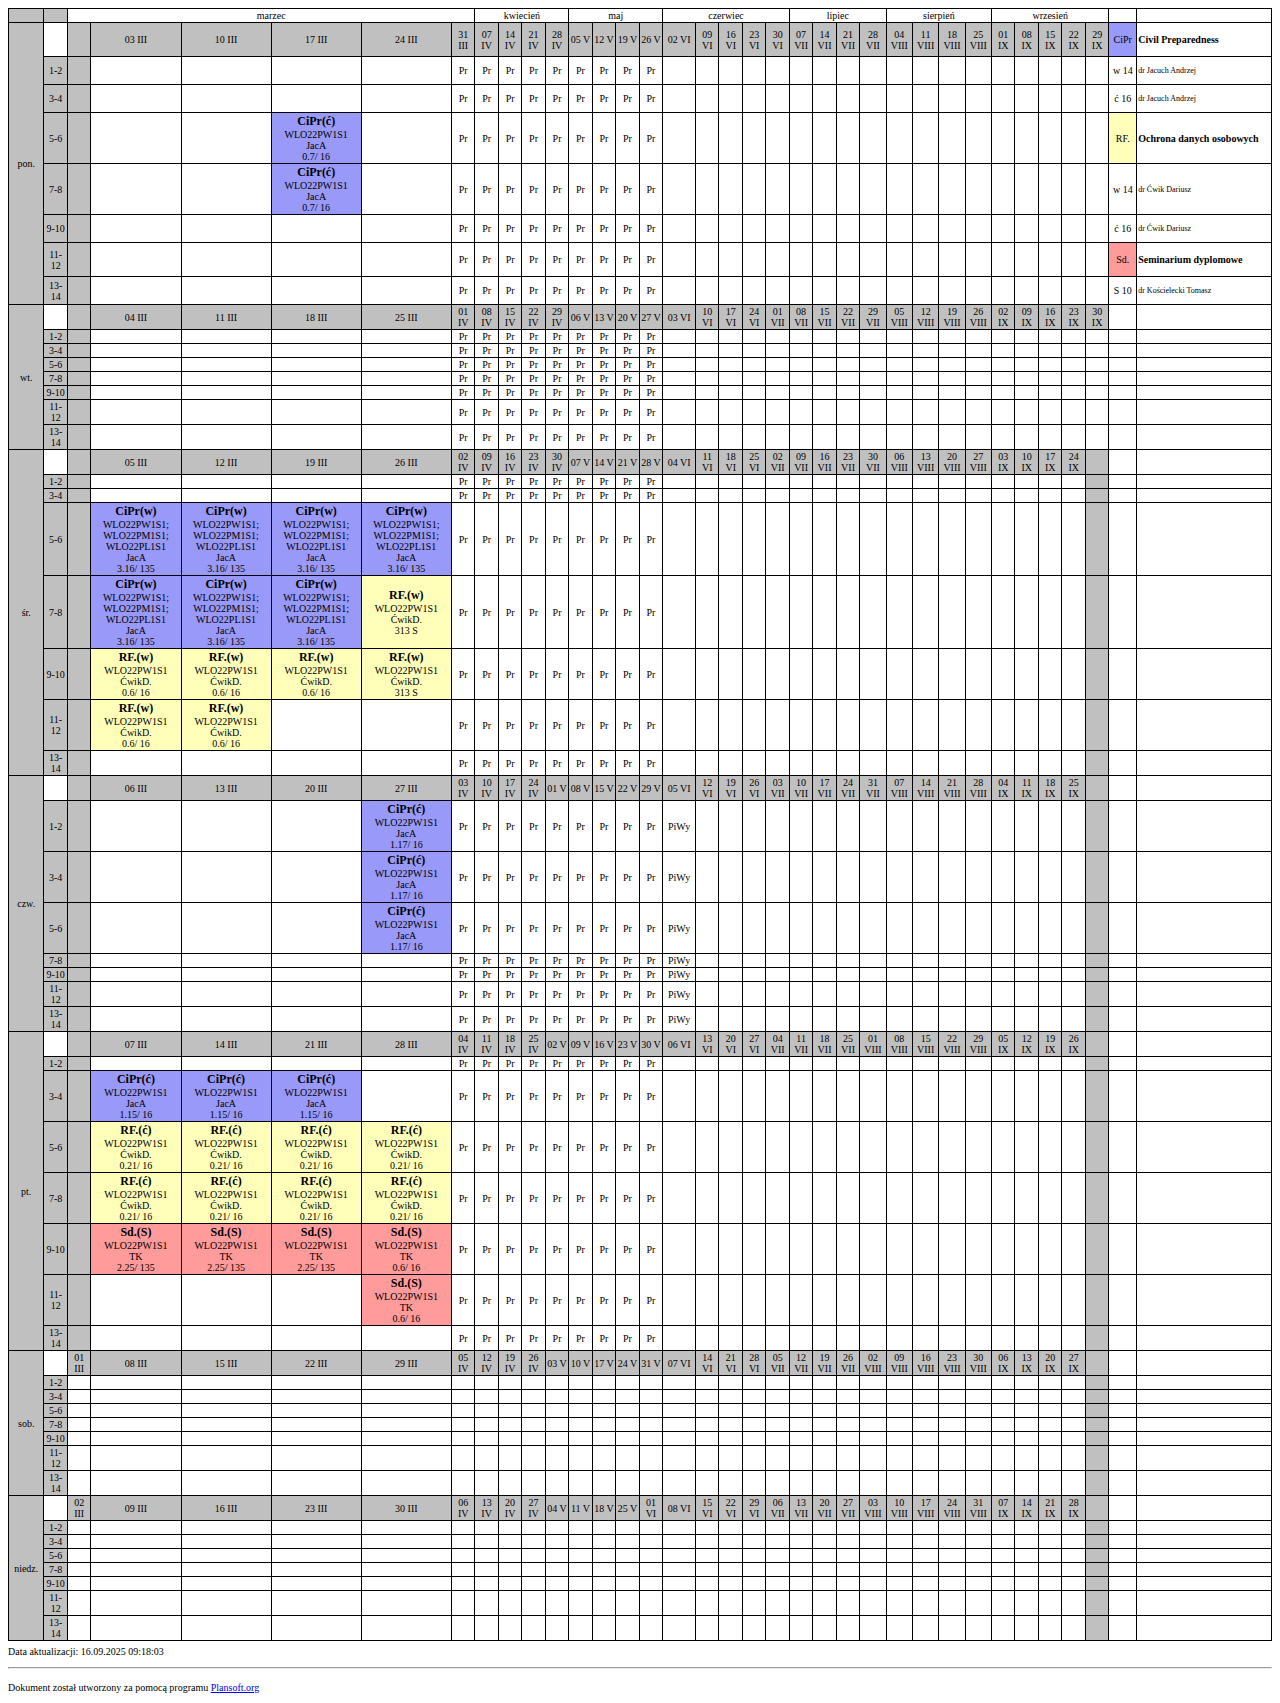 marzec kwiecień maj czerwiec lipiec sierpień wrzesień
pon. 03 III 10 III 17 III 24 III 31 III 07 IV 14 IV 21 IV 28 IV 05 V 12 V 19 V 26 V 02 VI 09 VI 16 VI 23 VI 30 VI 07 VII 14 VII 21 VII 28 VII 04 VIII 11 VIII 18 VIII 25 VIII 01 IX 08 IX 15 IX 22 IX 29 IX CiPr Civil Preparedness
1-2 Pr Pr Pr Pr Pr Pr Pr Pr Pr w 14 dr Jacuch Andrzej
3-4 Pr Pr Pr Pr Pr Pr Pr Pr Pr ć 16 dr Jacuch Andrzej
5-6 CiPr(ć) WLO22PW1S1 JacA 0.7/ 16 Pr Pr Pr Pr Pr Pr Pr Pr Pr RF. Ochrona danych osobowych
7-8 CiPr(ć) WLO22PW1S1 JacA 0.7/ 16 Pr Pr Pr Pr Pr Pr Pr Pr Pr w 14 dr Ćwik Dariusz
9-10 Pr Pr Pr Pr Pr Pr Pr Pr Pr ć 16 dr Ćwik Dariusz
11-12 Pr Pr Pr Pr Pr Pr Pr Pr Pr Sd. Seminarium dyplomowe
13-14 Pr Pr Pr Pr Pr Pr Pr Pr Pr S 10 dr Kościelecki Tomasz
wt. 04 III 11 III 18 III 25 III 01 IV 08 IV 15 IV 22 IV 29 IV 06 V 13 V 20 V 27 V 03 VI 10 VI 17 VI 24 VI 01 VII 08 VII 15 VII 22 VII 29 VII 05 VIII 12 VIII 19 VIII 26 VIII 02 IX 09 IX 16 IX 23 IX 30 IX
1-2 Pr Pr Pr Pr Pr Pr Pr Pr Pr
3-4 Pr Pr Pr Pr Pr Pr Pr Pr Pr
5-6 Pr Pr Pr Pr Pr Pr Pr Pr Pr
7-8 Pr Pr Pr Pr Pr Pr Pr Pr Pr
9-10 Pr Pr Pr Pr Pr Pr Pr Pr Pr
11-12 Pr Pr Pr Pr Pr Pr Pr Pr Pr
13-14 Pr Pr Pr Pr Pr Pr Pr Pr Pr
śr. 05 III 12 III 19 III 26 III 02 IV 09 IV 16 IV 23 IV 30 IV 07 V 14 V 21 V 28 V 04 VI 11 VI 18 VI 25 VI 02 VII 09 VII 16 VII 23 VII 30 VII 06 VIII 13 VIII 20 VIII 27 VIII 03 IX 10 IX 17 IX 24 IX
1-2 Pr Pr Pr Pr Pr Pr Pr Pr Pr
3-4 Pr Pr Pr Pr Pr Pr Pr Pr Pr
CiPr(w) CiPr(w) CiPr(w) CiPr(w)
WLO22PW1S1; WLO22PW1S1; WLO22PW1S1; WLO22PW1S1;
WLO22PM1S1; WLO22PM1S1; WLO22PM1S1; WLO22PM1S1;
5-6 WLO22PL1S1 WLO22PL1S1 WLO22PL1S1 WLO22PL1S1 Pr Pr Pr Pr Pr Pr Pr Pr Pr
JacA JacA JacA JacA
3.16/ 135 3.16/ 135 3.16/ 135 3.16/ 135
CiPr(w) CiPr(w) CiPr(w) RF.(w)
WLO22PW1S1; WLO22PW1S1; WLO22PW1S1; WLO22PW1S1
WLO22PM1S1; WLO22PM1S1; WLO22PM1S1; ĆwikD.
7-8 WLO22PL1S1 WLO22PL1S1 WLO22PL1S1 313 S Pr Pr Pr Pr Pr Pr Pr Pr Pr
JacA JacA JacA
3.16/ 135 3.16/ 135 3.16/ 135
RF.(w) RF.(w) RF.(w) RF.(w)
9-10 WLO22PW1S1 WLO22PW1S1 WLO22PW1S1 WLO22PW1S1 Pr Pr Pr Pr Pr Pr Pr Pr Pr
ĆwikD. ĆwikD. ĆwikD. ĆwikD.
0.6/ 16 0.6/ 16 0.6/ 16 313 S
RF.(w) RF.(w)
11-12 WLO22PW1S1 WLO22PW1S1 Pr Pr Pr Pr Pr Pr Pr Pr Pr
ĆwikD. ĆwikD.
0.6/ 16 0.6/ 16
13-14 Pr Pr Pr Pr Pr Pr Pr Pr Pr
czw. 06 III 13 III 20 III 27 III 03 IV 10 IV 17 IV 24 IV 01 V 08 V 15 V 22 V 29 V 05 VI 12 VI 19 VI 26 VI 03 VII 10 VII 17 VII 24 VII 31 VII 07 VIII 14 VIII 21 VIII 28 VIII 04 IX 11 IX 18 IX 25 IX
1-2 CiPr(ć) WLO22PW1S1 JacA 1.17/ 16 Pr Pr Pr Pr Pr Pr Pr Pr Pr PiWy
3-4 CiPr(ć) WLO22PW1S1 JacA 1.17/ 16 Pr Pr Pr Pr Pr Pr Pr Pr Pr PiWy
5-6 CiPr(ć) WLO22PW1S1 JacA 1.17/ 16 Pr Pr Pr Pr Pr Pr Pr Pr Pr PiWy
7-8 Pr Pr Pr Pr Pr Pr Pr Pr Pr PiWy
9-10 Pr Pr Pr Pr Pr Pr Pr Pr Pr PiWy
11-12 Pr Pr Pr Pr Pr Pr Pr Pr Pr PiWy
13-14 Pr Pr Pr Pr Pr Pr Pr Pr Pr PiWy
pt. 07 III 14 III 21 III 28 III 04 IV 11 IV 18 IV 25 IV 02 V 09 V 16 V 23 V 30 V 06 VI 13 VI 20 VI 27 VI 04 VII 11 VII 18 VII 25 VII 01 VIII 08 VIII 15 VIII 22 VIII 29 VIII 05 IX 12 IX 19 IX 26 IX
1-2 Pr Pr Pr Pr Pr Pr Pr Pr Pr
CiPr(ć) CiPr(ć) CiPr(ć)
3-4 WLO22PW1S1 WLO22PW1S1 WLO22PW1S1 Pr Pr Pr Pr Pr Pr Pr Pr Pr
JacA JacA JacA
1.15/ 16 1.15/ 16 1.15/ 16
RF.(ć) RF.(ć) RF.(ć) RF.(ć)
5-6 WLO22PW1S1 WLO22PW1S1 WLO22PW1S1 WLO22PW1S1 Pr Pr Pr Pr Pr Pr Pr Pr Pr
ĆwikD. ĆwikD. ĆwikD. ĆwikD.
0.21/ 16 0.21/ 16 0.21/ 16 0.21/ 16
RF.(ć) RF.(ć) RF.(ć) RF.(ć)
7-8 WLO22PW1S1 WLO22PW1S1 WLO22PW1S1 WLO22PW1S1 Pr Pr Pr Pr Pr Pr Pr Pr Pr
ĆwikD. ĆwikD. ĆwikD. ĆwikD.
0.21/ 16 0.21/ 16 0.21/ 16 0.21/ 16
Sd.(S) Sd.(S) Sd.(S) Sd.(S)
9-10 WLO22PW1S1 WLO22PW1S1 WLO22PW1S1 WLO22PW1S1 Pr Pr Pr Pr Pr Pr Pr Pr Pr
TK TK TK TK
2.25/ 135 2.25/ 135 2.25/ 135 0.6/ 16
11-12 Sd.(S) WLO22PW1S1 TK 0.6/ 16 Pr Pr Pr Pr Pr Pr Pr Pr Pr
13-14 Pr Pr Pr Pr Pr Pr Pr Pr Pr
sob. 01 III 08 III 15 III 22 III 29 III 05 IV 12 IV 19 IV 26 IV 03 V 10 V 17 V 24 V 31 V 07 VI 14 VI 21 VI 28 VI 05 VII 12 VII 19 VII 26 VII 02 VIII 09 VIII 16 VIII 23 VIII 30 VIII 06 IX 13 IX 20 IX 27 IX
1-2
3-4
5-6
7-8
9-10
11-12
13-14
niedz. 02 III 09 III 16 III 23 III 30 III 06 IV 13 IV 20 IV 27 IV 04 V 11 V 18 V 25 V 01 VI 08 VI 15 VI 22 VI 29 VI 06 VII 13 VII 20 VII 27 VII 03 VIII 10 VIII 17 VIII 24 VIII 31 VIII 07 IX 14 IX 21 IX 28 IX
1-2
3-4
5-6
7-8
9-10
11-12
13-14
Data aktualizacji: 16.09.2025 09:18:03
Dokument został utworzony za pomocą programu Plansoft.org